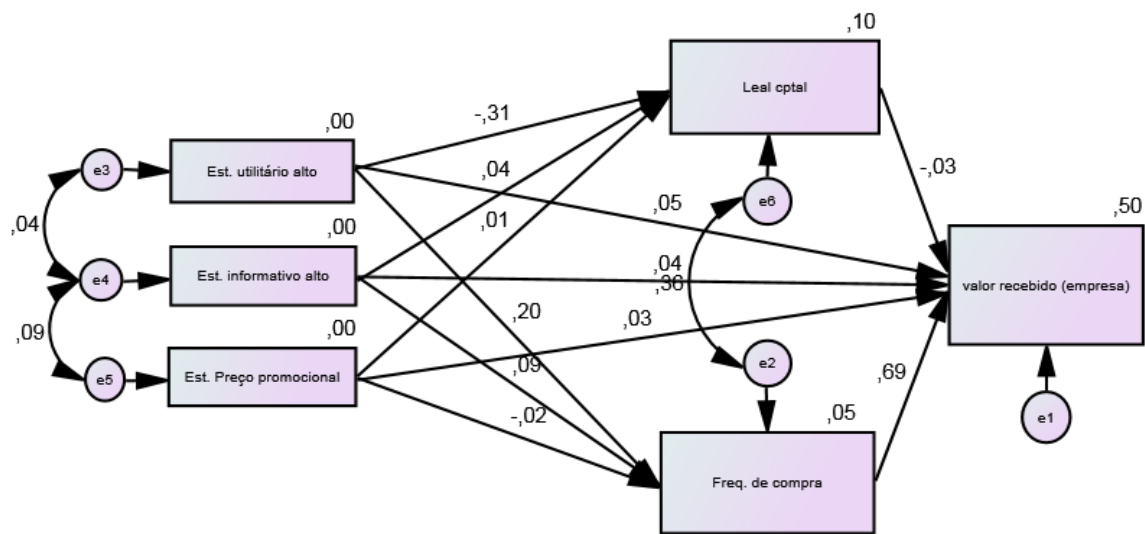 ,10
Leal cptal
,00
-,31
e3
Est. utilitário alto
,04
-,03
,01
,05
e6
,50
,04
,00
e4
Est. informativo alto
,04
,36
valor recebido (empresa)
,20
,03
,09
,00
e5
Est. Preço promocional
,09
e2
,69
-,02
,05
e1
Freq. de compra